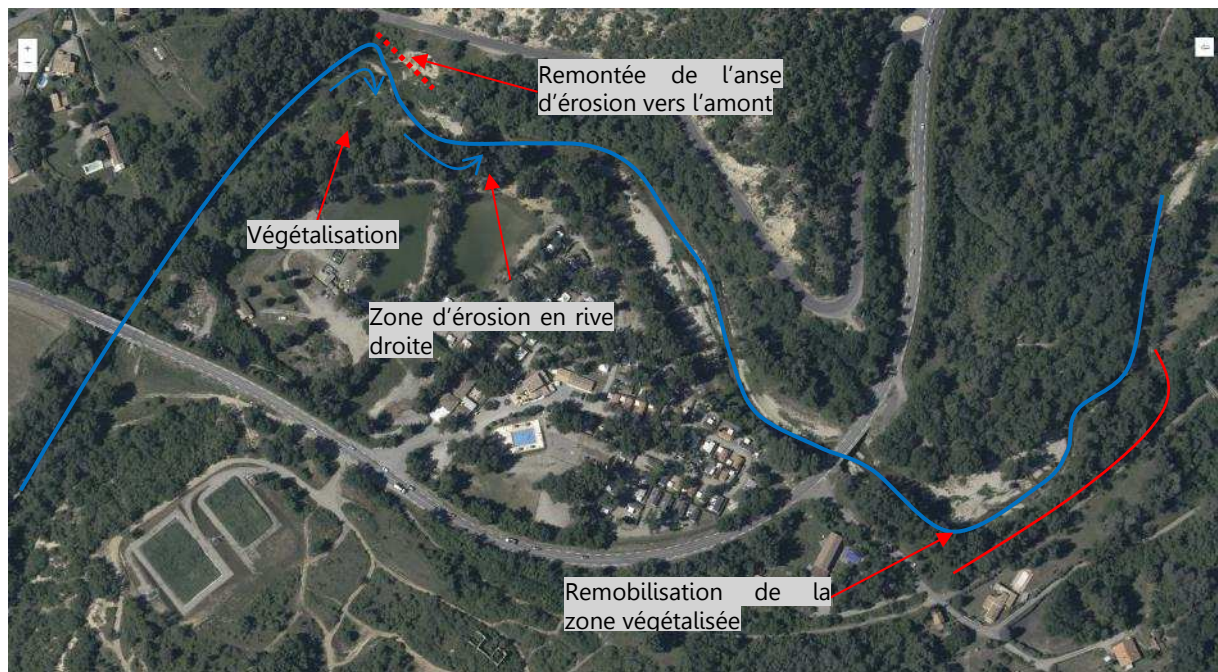 Remontée de l'anse
d'érosion vers l'amont
Végétalisation
Zone d'érosion en rive
droite
Remobilisation de la
zone végétalisée